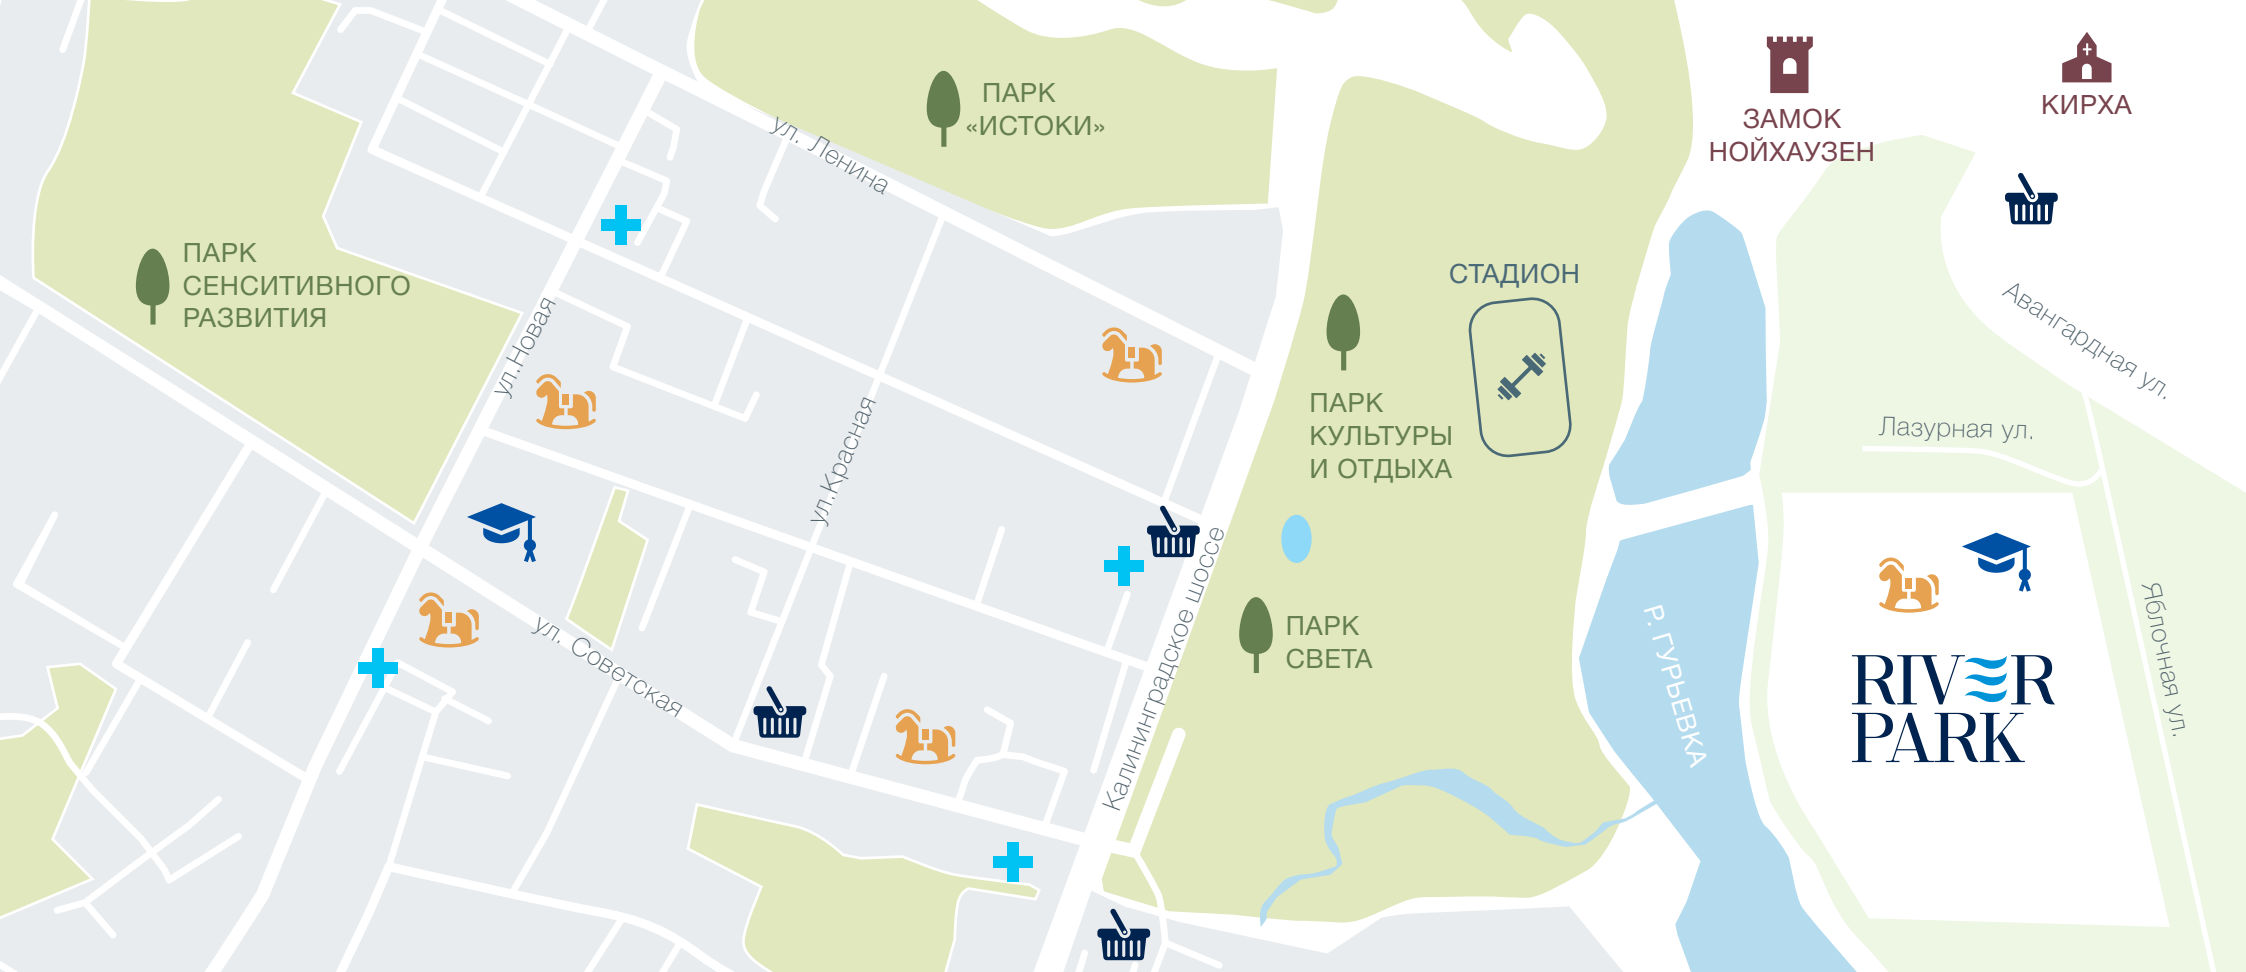 ПАРК
«ИСТОКИ»
ЗАМОК
НОЙХАУЗЕН
КИРХА
ул. Ленина
ПАРК
СЕНСИТИВНОГО
РАЗВИТИЯ
ул.Новая
СТАДИОН
Авангардная ул.
ПАРК
КУЛЬТУРЫ
И ОТДЫХА
ул.Красная
Лазурная ул.
Калининградское шоссе
ул. Советская
ПАРК
СВЕТА
Р. ГУРЬЕВКА
Яблочная ул.
RIVER
PARK